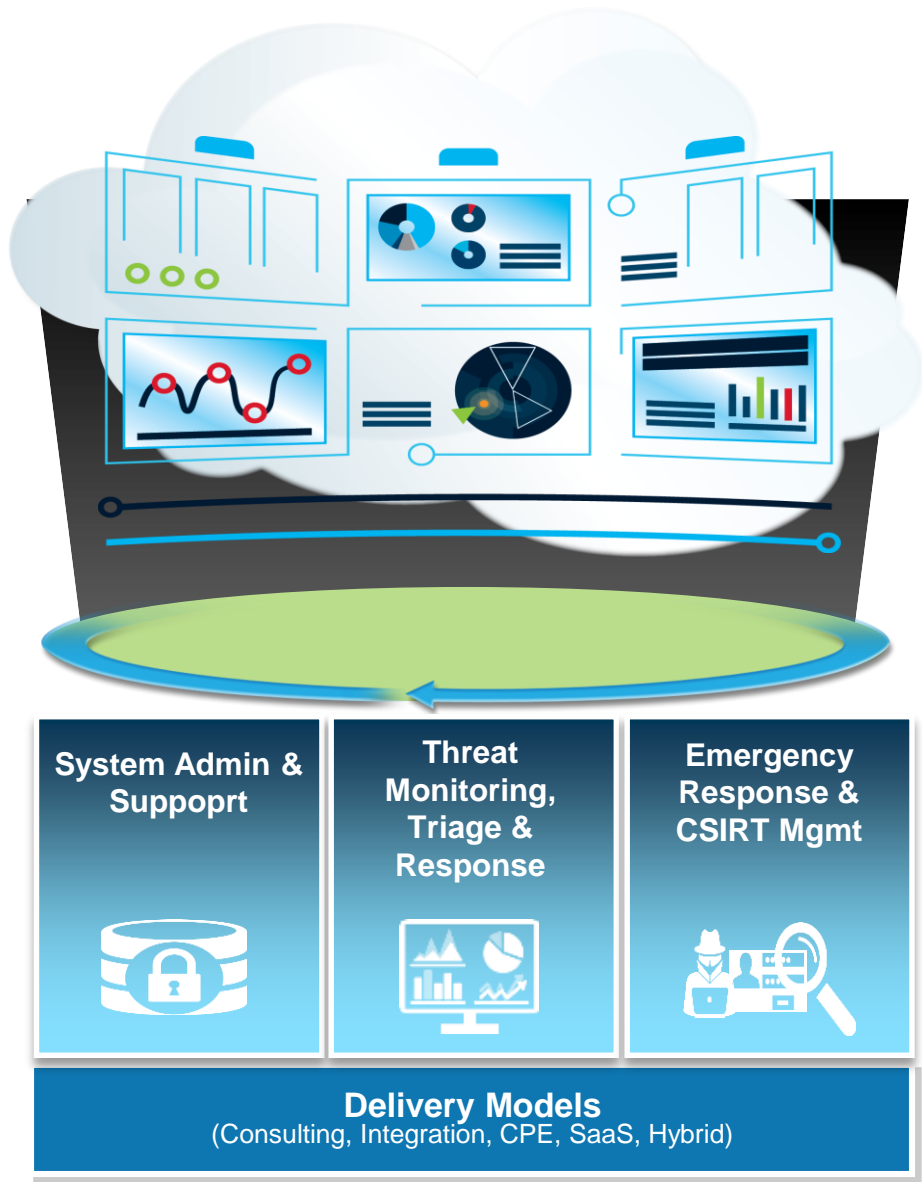 System Admin &
Suppoprt
Threat
Monitoring,
Triage &
Response
Emergency
Response &
CSIRT Mgmt
Delivery Models
(Consulting, Integration, CPE, SaaS, Hybrid)